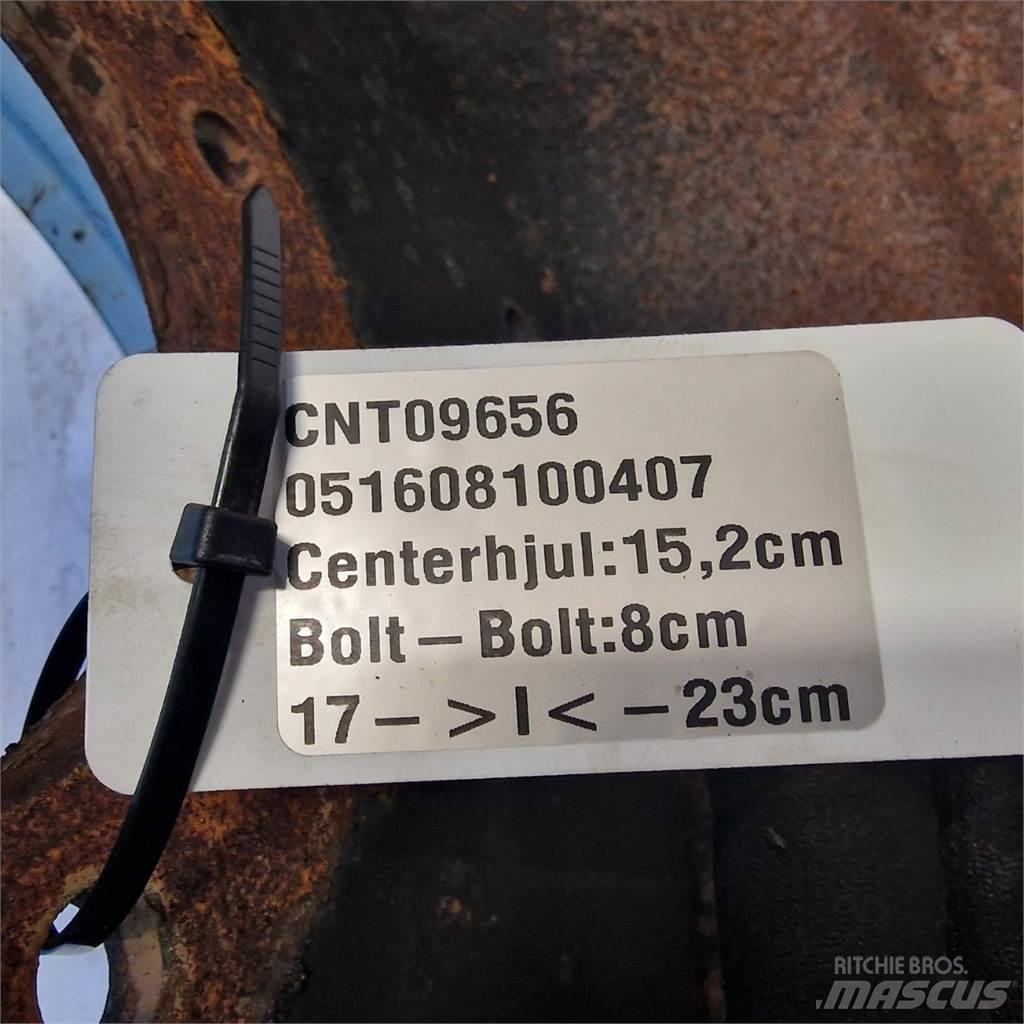 CNT09656
051608100407
Centerhjul:15,2cm
Bolt – Bolt:8cm
17– >|< –23cm
RITCHIE BROS.
MASCUS